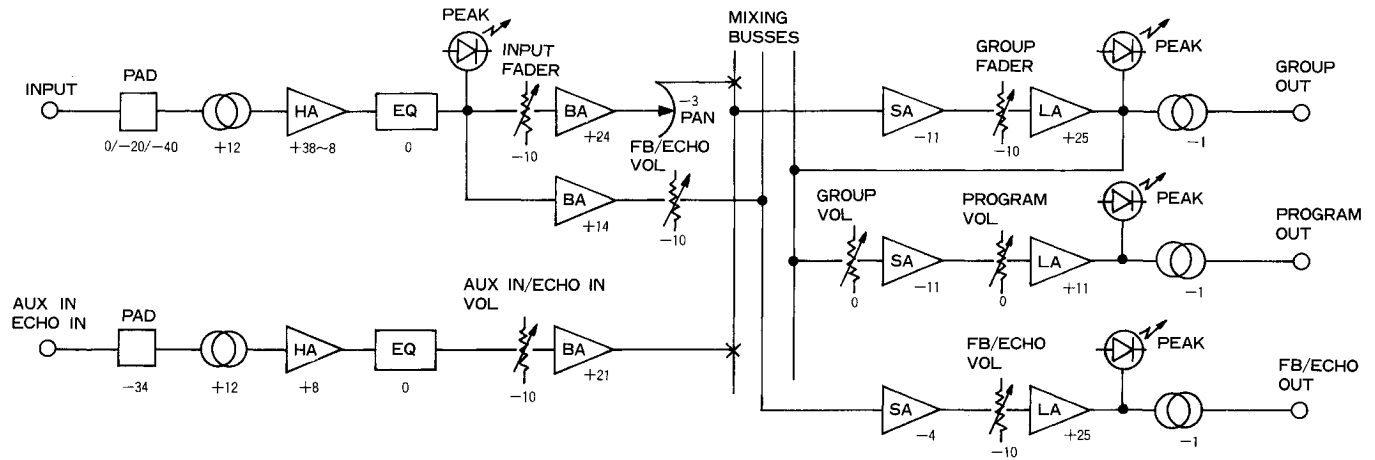 PEAK
MIXING
BUSSES
INPUT
FADER
GROUP
FADER
PEAK
INPUT
PAD
HA
EQ
BA
-3
PAN
SA
LA
GROUP
OUT
0/-20/-40
+12
+38~8
0
-10
+24
FB/ECHO
VOL
-11
-10
+25
-1
BA
+14
-10
GROUP
VOL
PROGRAM
VOL
PEAK
PROGRAM
OUT
SA
LA
0
-11
0
+11
-1
AUX IN
ECHO IN
PAD
HA
EQ
AUX IN/ECHO IN
VOL
BA
-34
+12
+8
0
-10
+21
FB/ECHO
VOL
PEAK
FB/ECHO
OUT
SA
LA
-4
-10
+25
-1